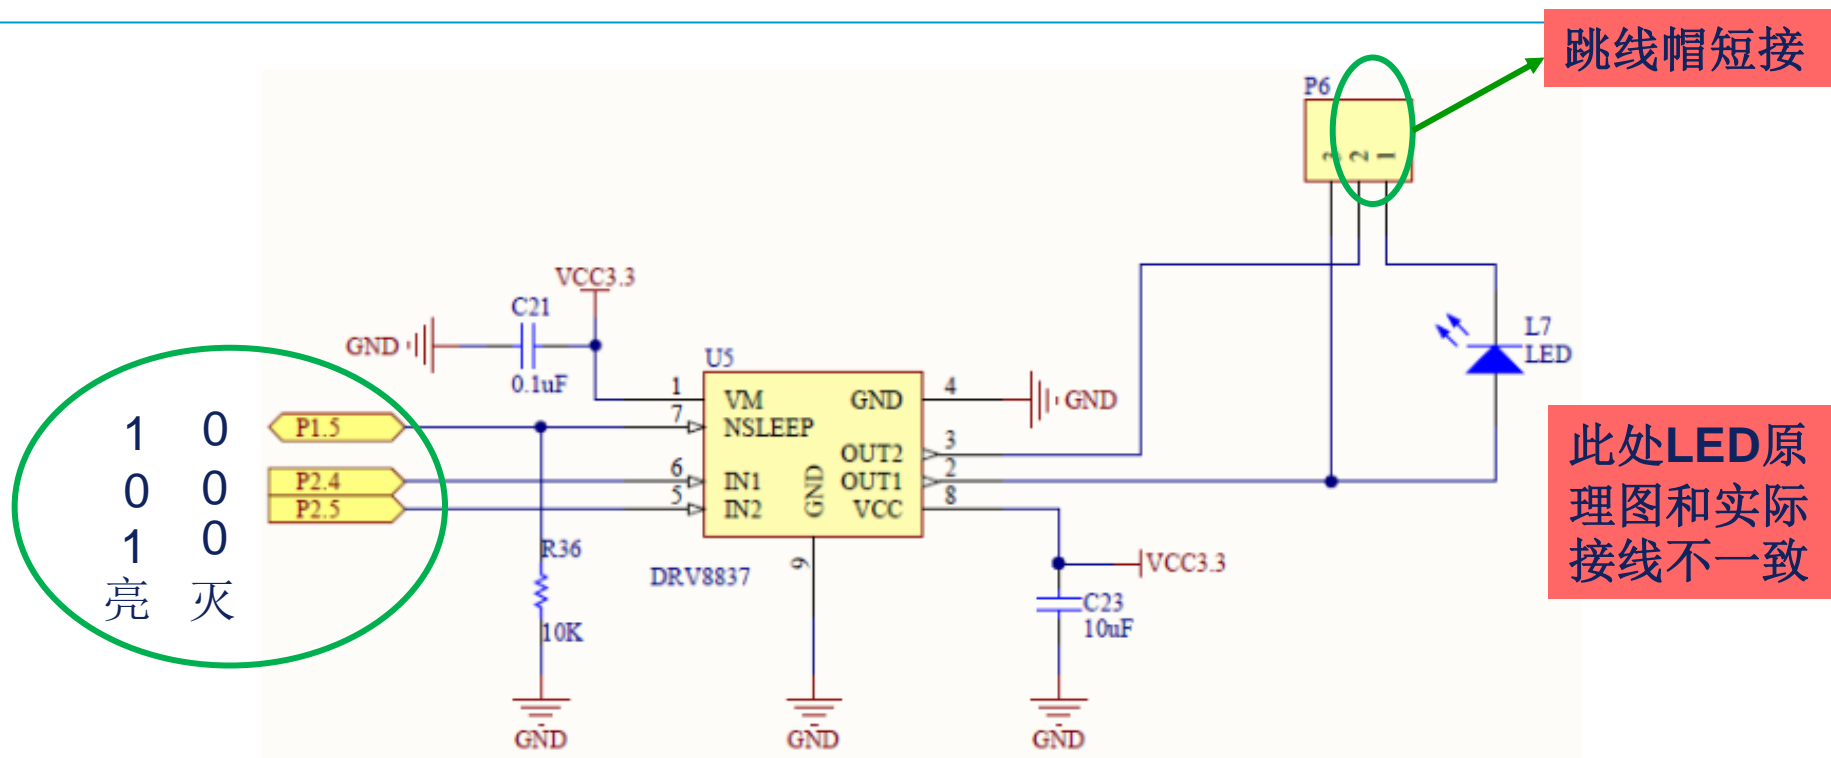 跳线帽短接
P6
3 2 1
VCC3.3
C21
GND
0.1uF
U5
1 VM GND 4 GND
7 NSLEEP
OUT2 3
6 IN1 GND OUT1 2
5 IN2 VCC 8
DRV8837
9
L7
LED
1 0 P1.5
0 0 P2.4
1 0 P2.5
亮 灭
R36
10K
GND
GND
VCC3.3
C23
10uF
GND
此处LED原
理图和实际
接线不一致